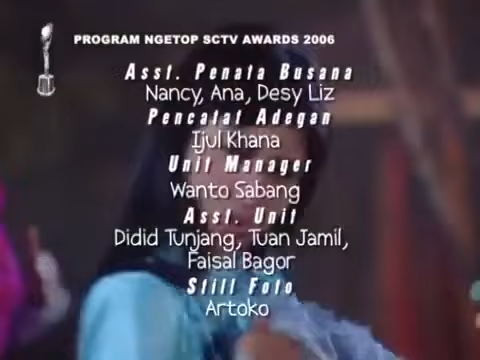 PROGRAM NGETOP SCTV AWARDS 2006
Asst. Penata Busana
Nancy, Ana, Desy Liz
Pencatat Adegan
Ijul Khana
Unit Manager
Wanto Sabang
Asst. Unit
Didid Tunjang, Tuan Jamil,
Faisal Bagor
Still Foto
Artoko